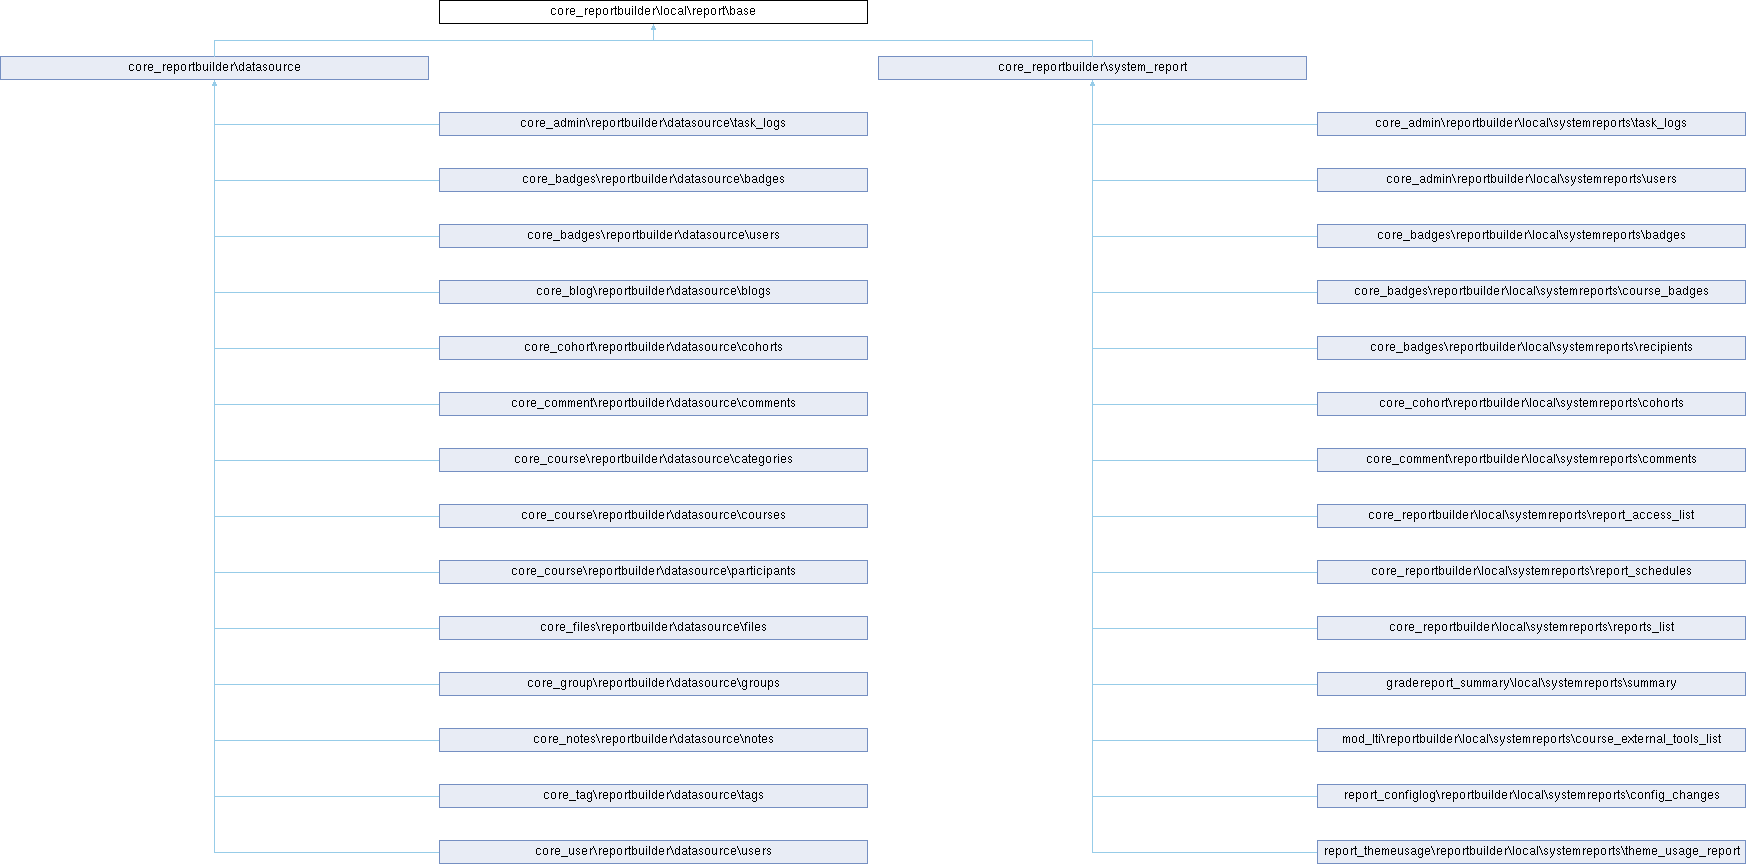 core_reportbuilder\local\report\base
core_reportbuilder\datasource
core_reportbuilder\system_report
core_admin\reportbuilder\datasource\task_logs
core_admin\reportbuilder\local\systemreports\task_logs
core_badges\reportbuilder\datasource\badges
core_admin\reportbuilder\local\systemreports\users
core_badges\reportbuilder\datasource\users
core_badges\reportbuilder\local\systemreports\badges
core_blog\reportbuilder\datasource\blogs
core_badges\reportbuilder\local\systemreports\course_badges
core_cohort\reportbuilder\datasource\cohorts
core_badges\reportbuilder\local\systemreports\recipients
core_comment\reportbuilder\datasource\comments
core_cohort\reportbuilder\local\systemreports\cohorts
core_course\reportbuilder\datasource\categories
core_comment\reportbuilder\local\systemreports\comments
core_course\reportbuilder\datasource\courses
core_reportbuilder\local\systemreports\report_access_list
core_course\reportbuilder\datasource\participants
core_reportbuilder\local\systemreports\report_schedules
core_files\reportbuilder\datasource\files
core_reportbuilder\local\systemreports\reports_list
core_group\reportbuilder\datasource\groups
gradereport_summary\local\systemreports\summary
core_notes\reportbuilder\datasource\notes
mod_lti\reportbuilder\local\systemreports\course_external_tools_list
core_tag\reportbuilder\datasource\tags
report_configlog\reportbuilder\local\systemreports\config_changes
core_user\reportbuilder\datasource\users
report_themeusage\reportbuilder\local\systemreports\theme_usage_report